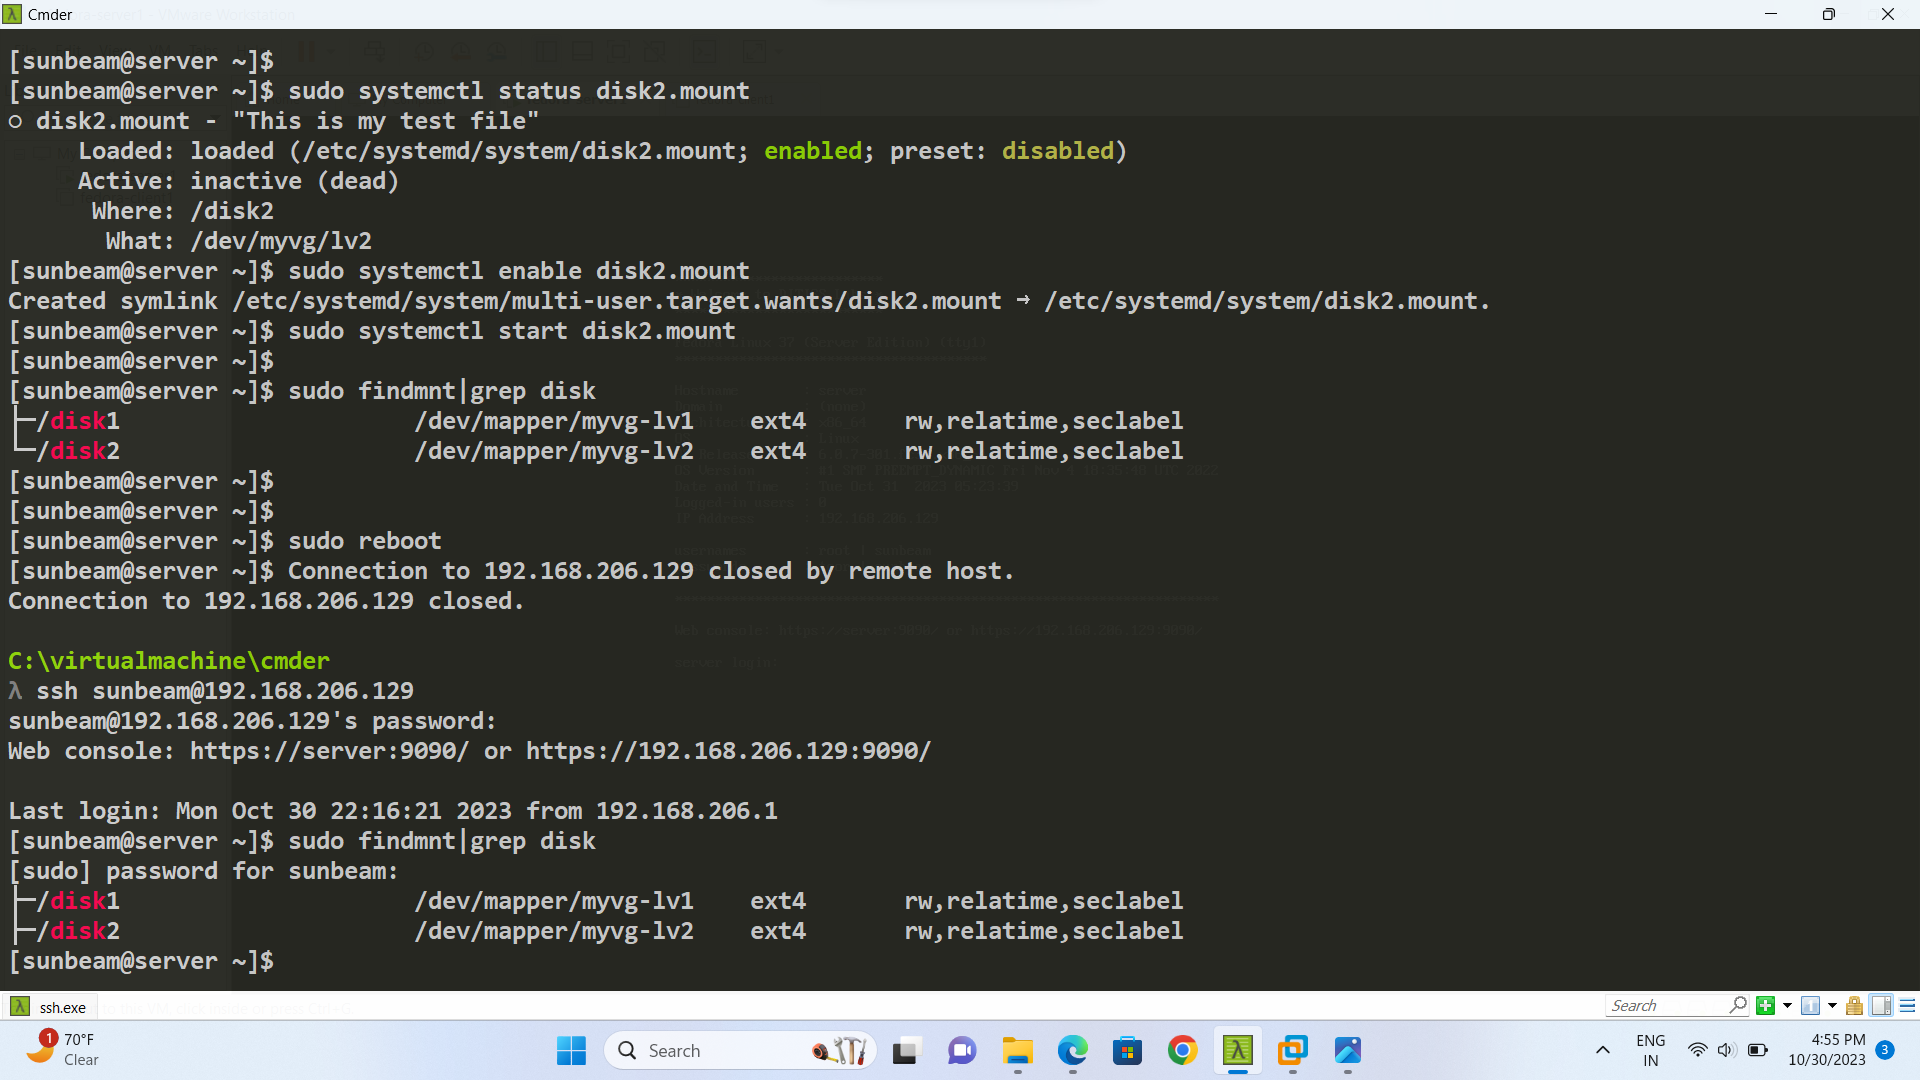 Cmder
[sunbeam@server ~]$
[sunbeam@server ~]$ sudo systemctl status disk2.mount
○ disk2.mount - "This is my test file"
     Loaded: loaded (/etc/systemd/system/disk2.mount; enabled; preset: disabled)
     Active: inactive (dead)
      Where: /disk2
       What: /dev/myvg/lv2
[sunbeam@server ~]$ sudo systemctl enable disk2.mount
Created symlink /etc/systemd/system/multi-user.target.wants/disk2.mount → /etc/systemd/system/disk2.mount.
[sunbeam@server ~]$ sudo systemctl start disk2.mount
[sunbeam@server ~]$
[sunbeam@server ~]$ sudo findmnt|grep disk
├─/disk1                     /dev/mapper/myvg-lv1    ext4       rw,relatime,seclabel
└─/disk2                     /dev/mapper/myvg-lv2    ext4       rw,relatime,seclabel
[sunbeam@server ~]$
[sunbeam@server ~]$
[sunbeam@server ~]$ sudo reboot
[sunbeam@server ~]$ Connection to 192.168.206.129 closed by remote host.
Connection to 192.168.206.129 closed.
C:\virtualmachine\cmder
λ ssh sunbeam@192.168.206.129
sunbeam@192.168.206.129's password:
Web console: https://server:9090/ or https://192.168.206.129:9090/
Last login: Mon Oct 30 22:16:21 2023 from 192.168.206.1
[sunbeam@server ~]$ sudo findmnt|grep disk
[sudo] password for sunbeam:
├─/disk1                     /dev/mapper/myvg-lv1    ext4       rw,relatime,seclabel
├─/disk2                     /dev/mapper/myvg-lv2    ext4       rw,relatime,seclabel
[sunbeam@server ~]$
ssh.exe
Search
1
70°F
Clear
Search
ENG
IN
4:55 PM
10/30/2023
3